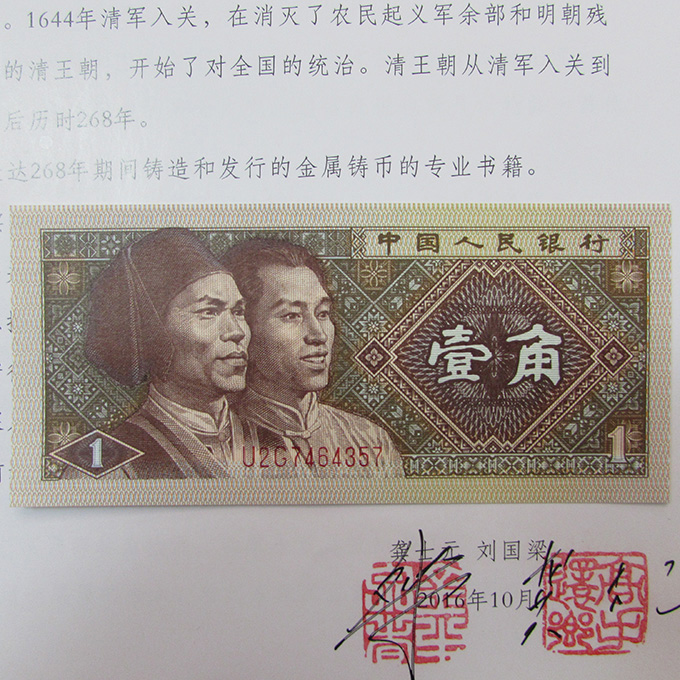 。1644年清军入关，在消灭了农民起义军余部和明朝残
的清王朝，开始了对全国的统治。清王朝从清军入关到
后历时268年。
达268年期间铸造和发行的金属铸币的专业书籍。
中国人民银行
壹角
1
U2G7464357
1
龚士元 刘国梁
2016年10月